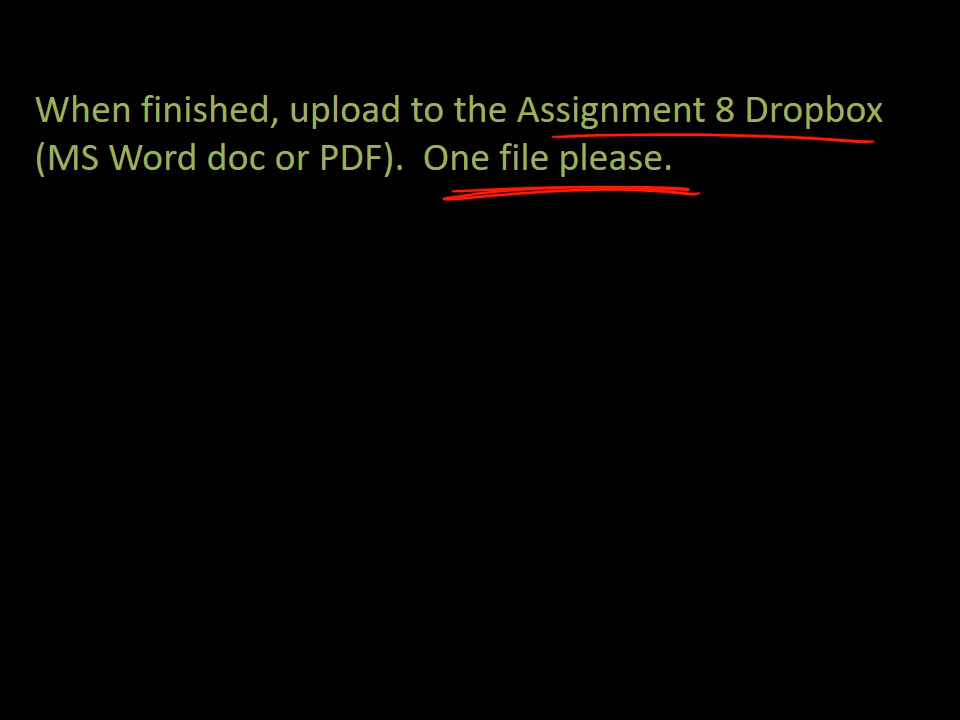 When finished, upload to the Assignment 8 Dropbox
(MS Word doc or PDF).  One file please.